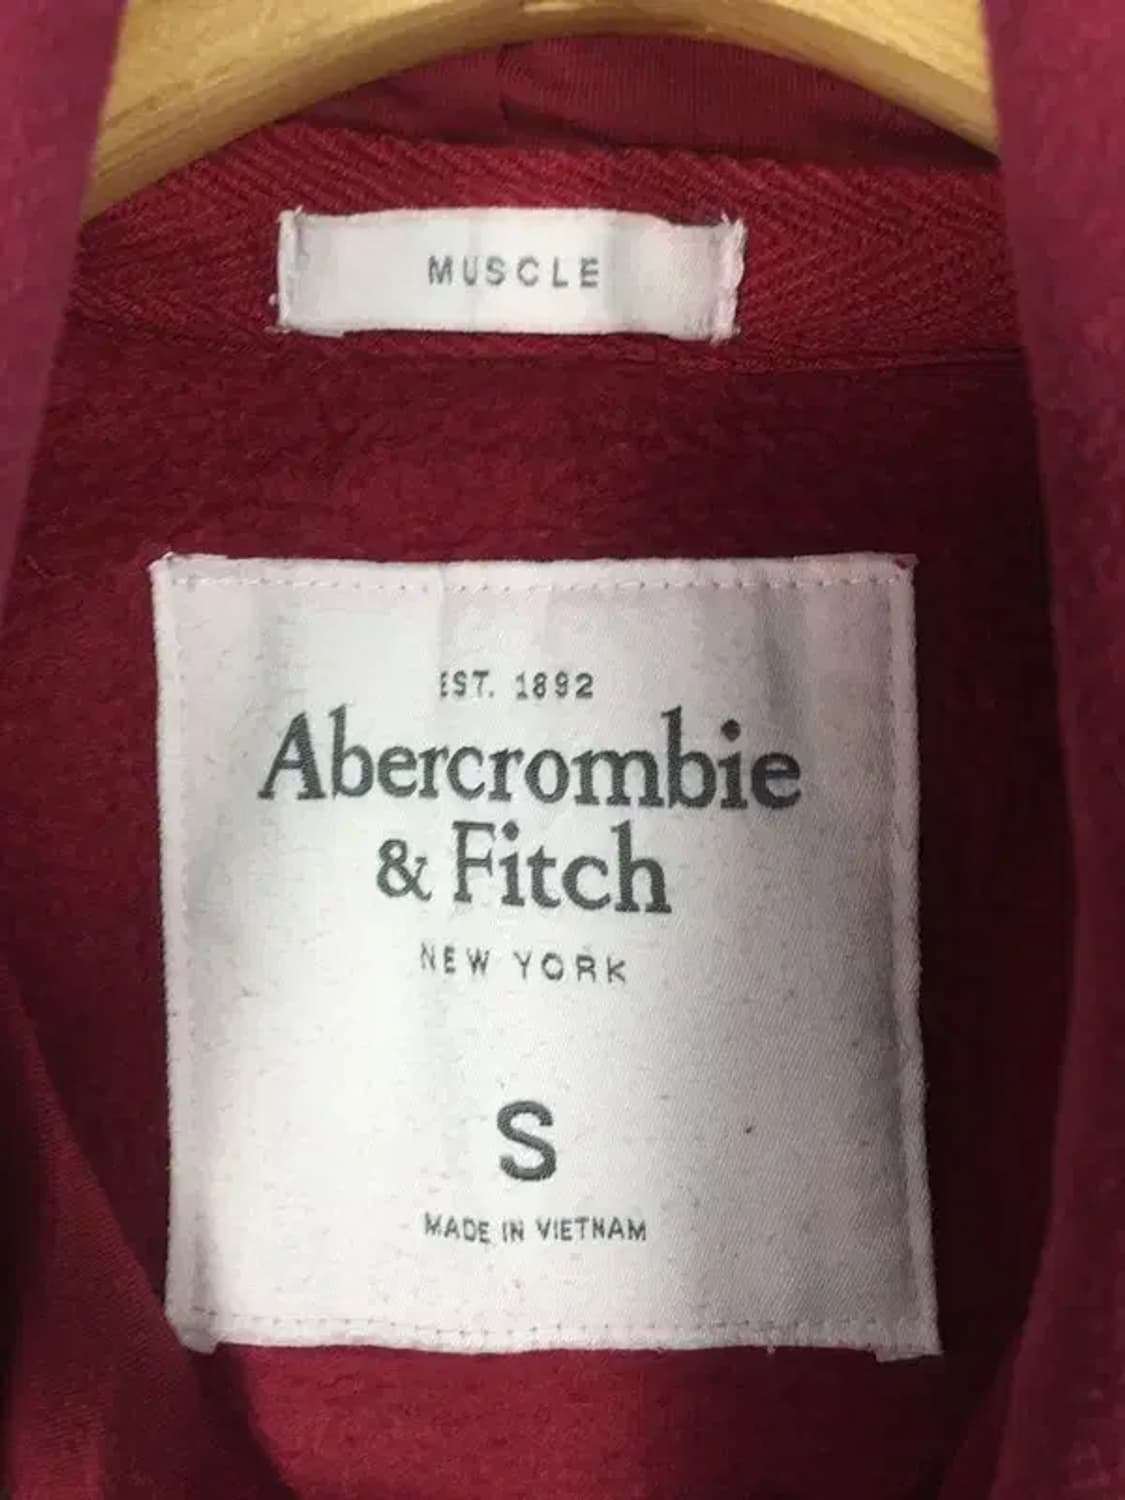 MUSCLE
EST. 1892
Abercrombie
& Fitch
NEW YORK
S
MADE IN VIETNAM